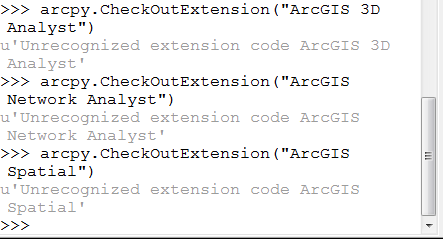 >>> arcpy.CheckOutExtension("ArcGIS 3D
Analyst")
u'Unrecognized extension code ArcGIS 3D
Analyst'
>>> arcpy.CheckOutExtension("ArcGIS
Network Analyst")
u'Unrecognized extension code ArcGIS
Network Analyst'
>>> arcpy.CheckOutExtension("ArcGIS
Spatial")
u'Unrecognized extension code ArcGIS
Spatial'
>>>